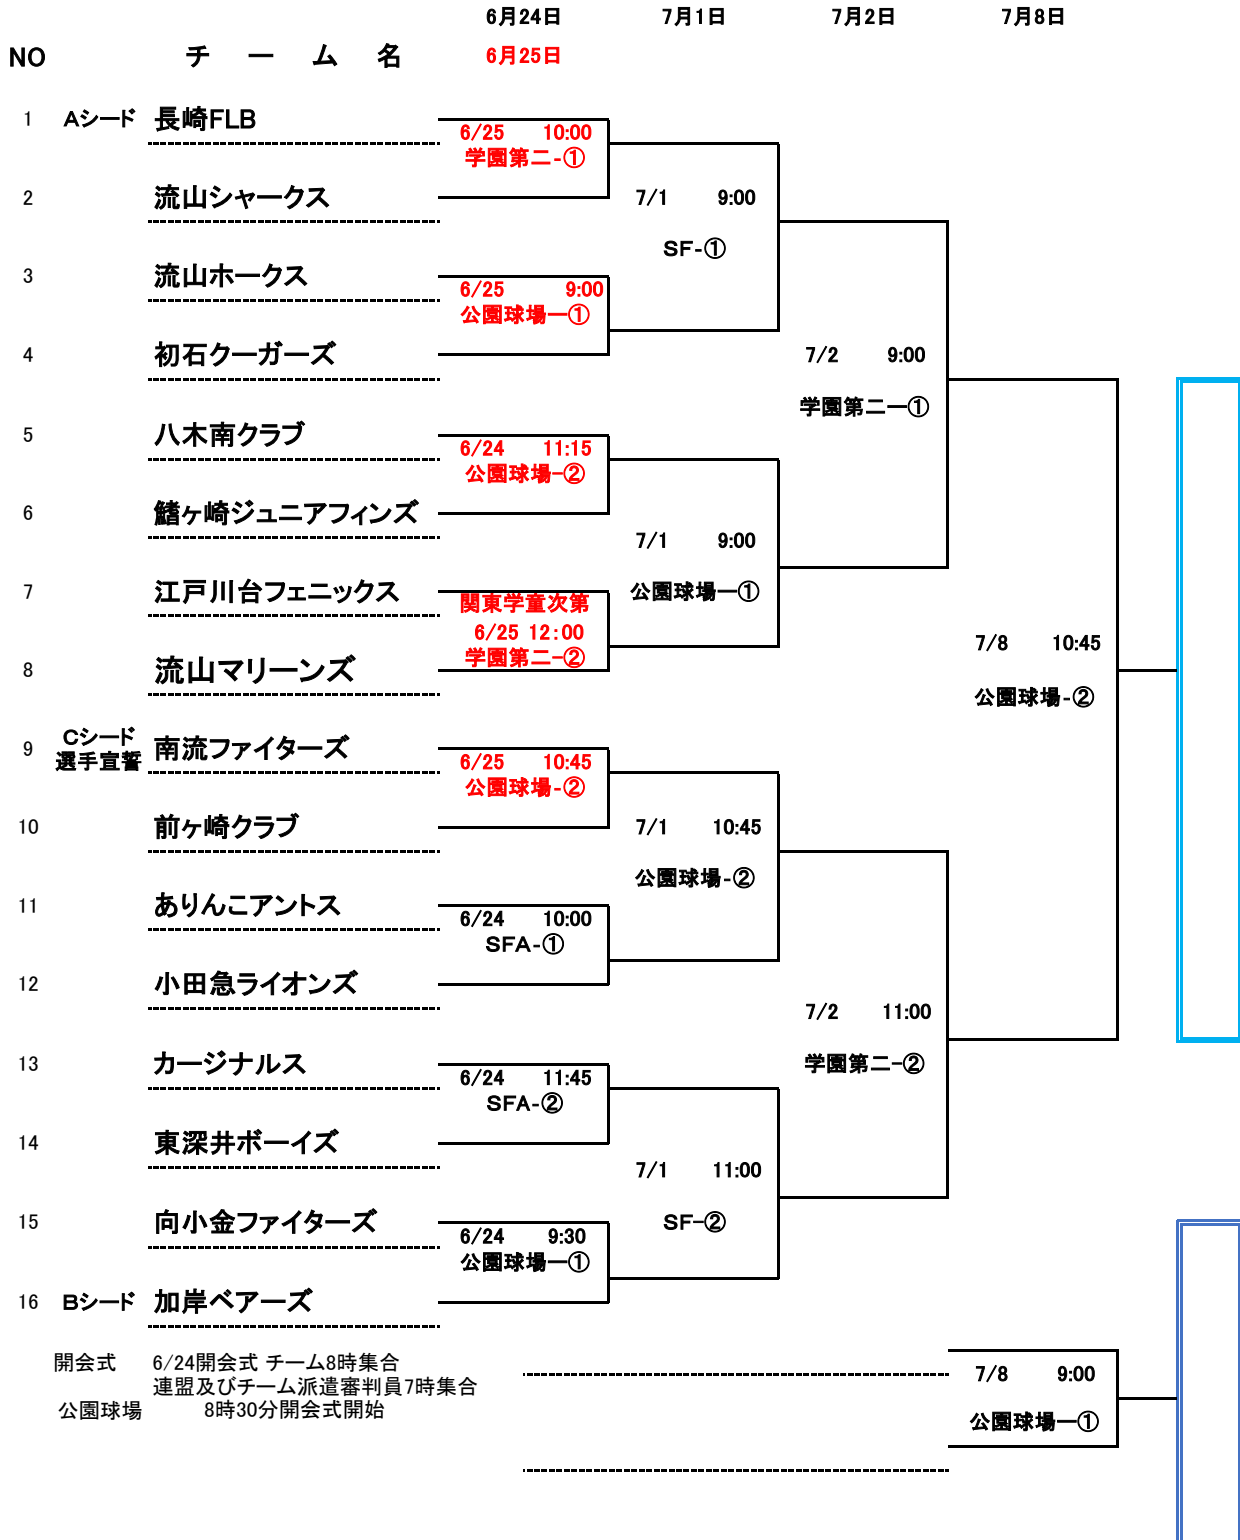 6月24日 7月1日 7月2日 7月8日
NO チ ー ム 名 6月25日
1 Aシード 長崎FLB
6/25 10:00
学園第二-①
2 流山シャークス
7/1 9:00
SF-①
3 流山ホークス
6/25 9:00
公園球場ー①
4 初石クーガーズ
7/2 9:00
学園第二ー①
5 八木南クラブ
6/24 11:15
公園球場-②
6 鰭ヶ崎ジュニアフィンズ
7/1 9:00
公園球場ー①
7 江戸川台フェニックス
関東学童次第
6/25 12:00
学園第二-②
8 流山マリーンズ
7/8 10:45
公園球場-②
9 Cシード 南流ファイターズ
選手宣誓
6/25 10:45
公園球場-②
10 前ヶ崎クラブ
7/1 10:45
公園球場-②
11 ありんこアントス
6/24 10:00
SFA-①
12 小田急ライオンズ
7/2 11:00
学園第二-②
13 カージナルス
6/24 11:45
SFA-②
14 東深井ボーイズ
7/1 11:00
SF-②
15 向小金ファイターズ
6/24 9:30
公園球場ー①
16 Bシード 加岸ベアーズ
開会式 6/24開会式 チーム8時集合
連盟及びチーム派遣審判員7時集合
公園球場 8時30分開会式開始
7/8 9:00
公園球場ー①